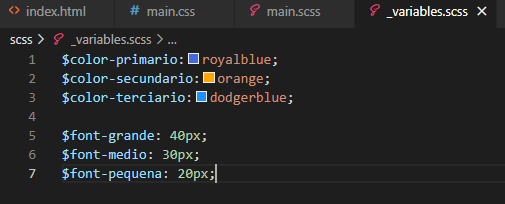 index.html main.css main.scss _variables.scss
scss > _variables.scss > ...
1 $color-primario: royalblue;
2 $color-secundario: orange;
3 $color-terciario: dodgerblue;
4
5 $font-grande: 40px;
6 $font-medio: 30px;
7 $font-pequena: 20px;